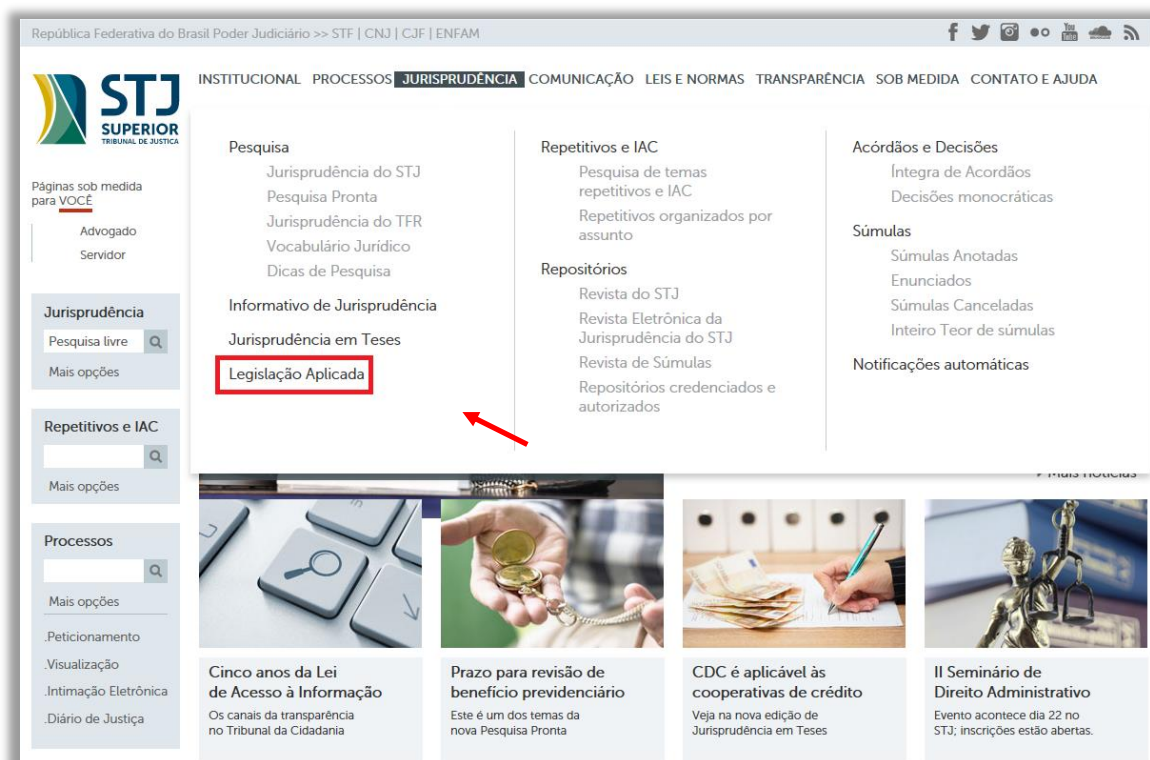 República Federativa do Brasil Poder Judiciário >> STF | CNJ | CJF | ENFAM
You
Tube
STJ
SUPERIOR
TRIBUNAL DE JUSTIÇA
INSTITUCIONAL PROCESSOS JURISPRUDÊNCIA COMUNICAÇÃO LEIS E NORMAS TRANSPARÊNCIA SOB MEDIDA CONTATO E AJUDA
Páginas sob medida
para VOCÊ
Advogado
Servidor
Jurisprudência
Pesquisa livre
Mais opções
Repetitivos e IAC
Mais opções
Processos
Mais opções
.Peticionamento
.Visualização
.Intimação Eletrônica
.Diário de Justiça
Pesquisa
Jurisprudência do STJ
Pesquisa Pronta
Jurisprudência do TFR
Vocabulário Jurídico
Dicas de Pesquisa
Informativo de Jurisprudência
Jurisprudência em Teses
Legislação Aplicada
Repetitivos e IAC
Pesquisa de temas
repetitivos e IAC
Repetitivos organizados por
assunto
Repositórios
Revista do STJ
Revista Eletrônica da
Jurisprudência do STJ
Revista de Súmulas
Repositórios credenciados e
autorizados
Acórdãos e Decisões
Íntegra de Acordãos
Decisões monocráticas
Súmulas
Súmulas Anotadas
Enunciados
Súmulas Canceladas
Inteiro Teor de súmulas
Notificações automáticas
Mais notícias
Cinco anos da Lei
de Acesso à Informação
Os canais da transparência
no Tribunal da Cidadania
Prazo para revisão de
benefício previdenciário
Este é um dos temas da
nova Pesquisa Pronta
CDC é aplicável às
cooperativas de crédito
Veja na nova edição de
Jurisprudência em Teses
II Seminário de
Direito Administrativo
Evento acontece dia 22 no
STJ; inscrições estão abertas.